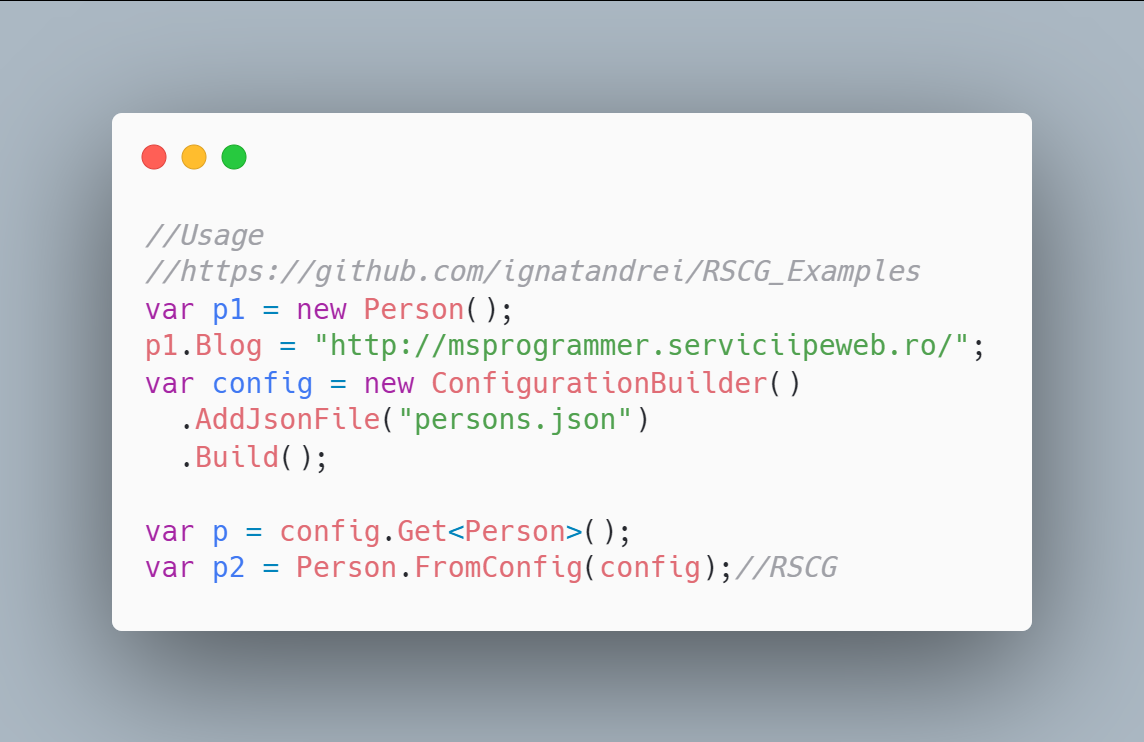 //Usage
//https://github.com/ignatandrei/RSCG_Examples
var p1 = new Person();
p1.Blog = "http://msprogrammer.serviciipeweb.ro/";
var config = new ConfigurationBuilder()
  .AddJsonFile("persons.json")
  .Build();
var p = config.Get<Person>();
var p2 = Person.FromConfig(config);//RSCG